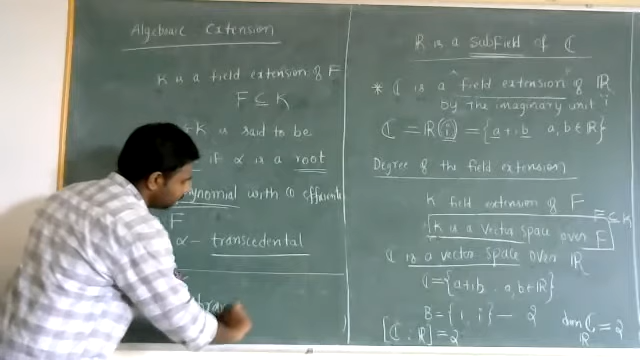 Algebraic Extension
K is a field extension of F
F ⊆ K
∈ K is said to be
if α is a root
with co efficients
F
α - transcedental
R is a subfield of ℂ
* ℂ is a field extension of ℝ
by the imaginary unit i
ℂ = ℝ(i) = {a+ib a, b ∈ ℝ}
Degree of the field extension
K field extension of F
F ⊆ K
K is a vector space over F
ℂ is a vector space over ℝ
ℂ = {a+ib, a, b ∈ ℝ}
B = {1, i} - 2
dim ℂ = 2
ℝ
[ℂ : ℝ] = 2